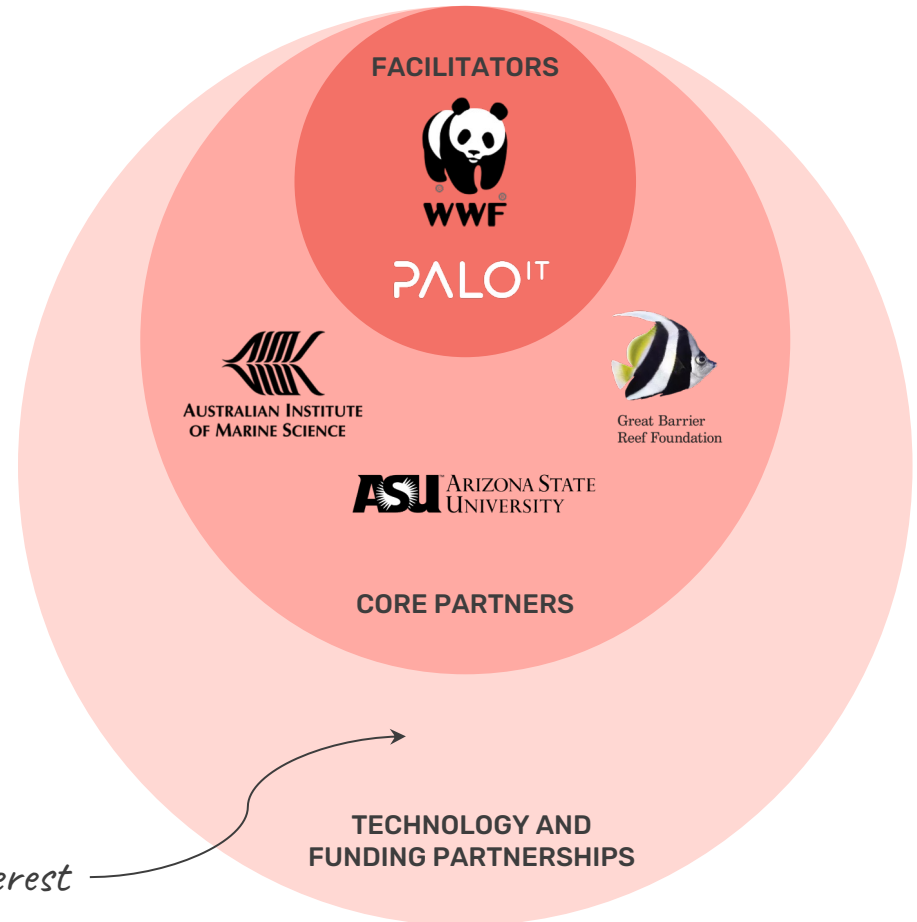 FACILITATORS
WWF
PALO IT
AIMS
AUSTRALIAN INSTITUTE
OF MARINE SCIENCE
Great Barrier
Reef Foundation
ASU ARIZONA STATE
UNIVERSITY
CORE PARTNERS
TECHNOLOGY AND
FUNDING PARTNERSHIPS